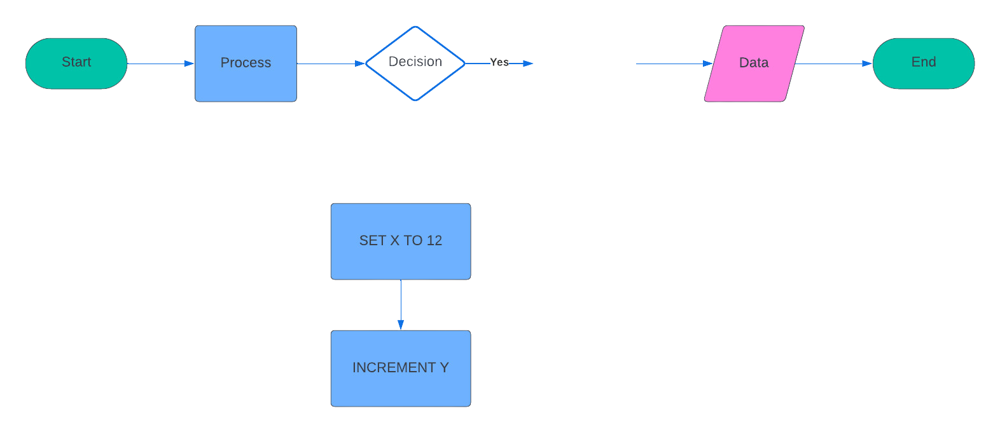 Start
Process
Decision
Yes
Data
End
SET X TO 12
INCREMENT Y